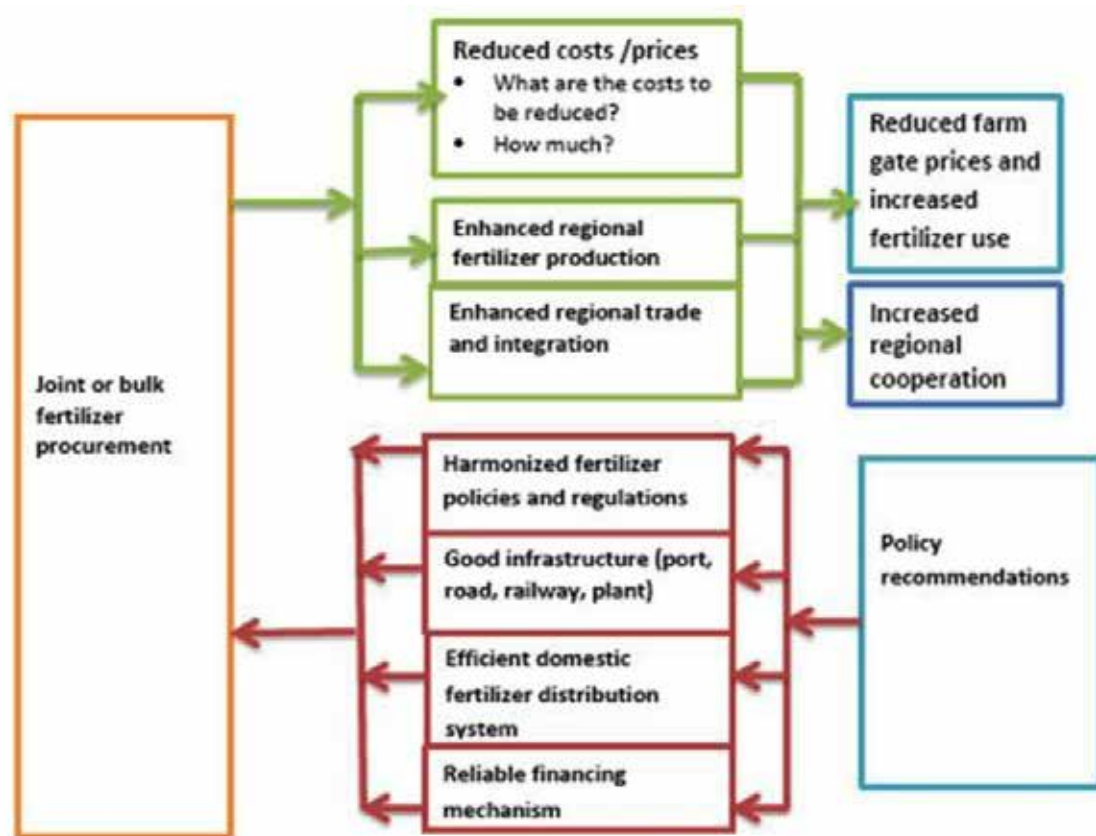 Reduced costs /prices
• What are the costs to
be reduced?
• How much?
Enhanced regional
fertilizer production
Enhanced regional trade
and integration
Reduced farm
gate prices and
increased
fertilizer use
Increased
regional
cooperation
Joint or bulk
fertilizer
procurement
Harmonized fertilizer
policies and regulations
Good infrastructure (port,
road, railway, plant)
Efficient domestic
fertilizer distribution
system
Reliable financing
mechanism
Policy
recommendations